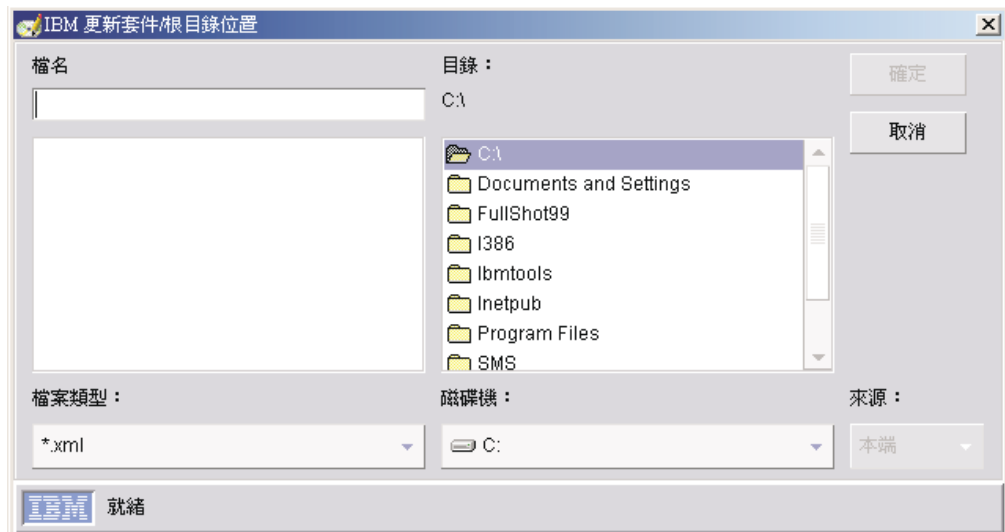 IBM 更新套件/根目錄位置
檔名
目錄：
C:\
確定
取消
C:\
Documents and Settings
FullShot99
I386
Ibmtools
Inetpub
Program Files
SMS
檔案類型：
磁碟機：
來源：
*.xml
C:
本端
IBM
就緒